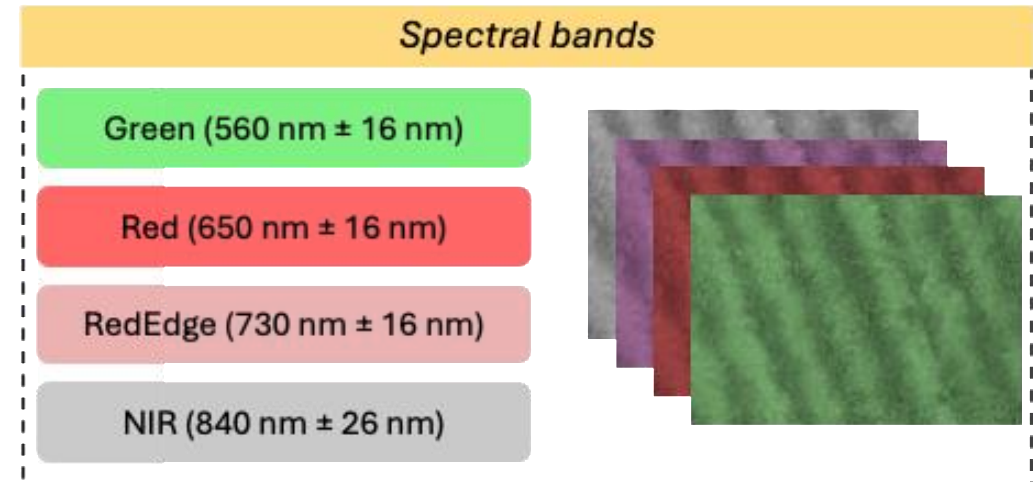 Spectral bands
Green (560 nm ± 16 nm)
Red (650 nm ± 16 nm)
RedEdge (730 nm ± 16 nm)
NIR (840 nm ± 26 nm)